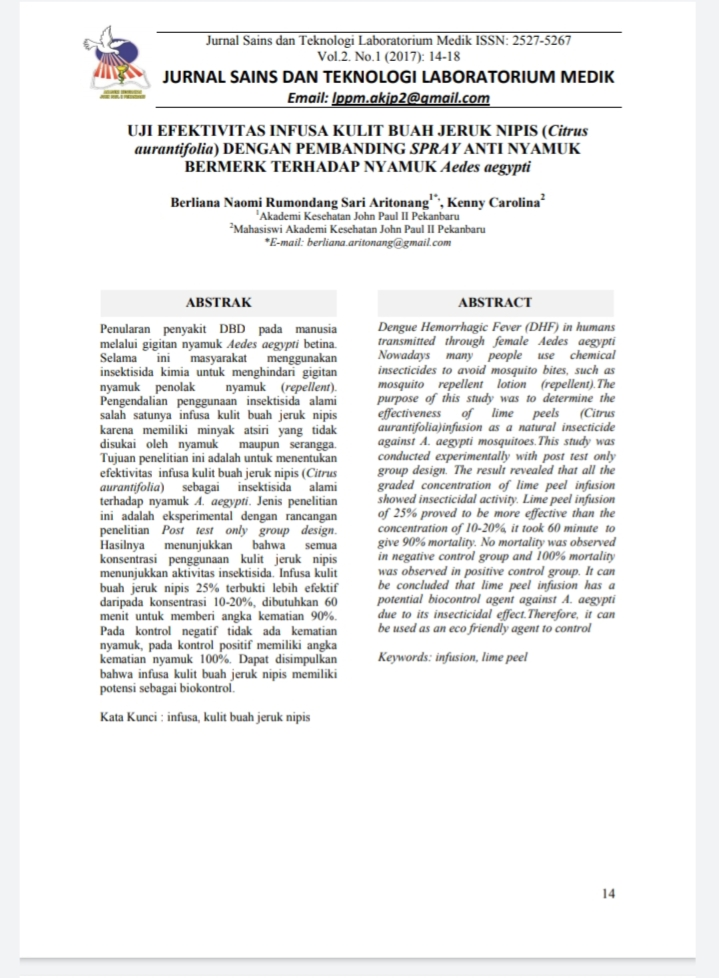 Jurnal Sains dan Teknologi Laboratorium Medik ISSN: 2527-5267
Vol.2. No.1 (2017): 14-18
JURNAL SAINS DAN TEKNOLOGI LABORATORIUM MEDIK
Email: lppm.akjp2@gmail.com
UJI EFEKTIVITAS INFUSA KULIT BUAH JERUK NIPIS (Citrus
aurantifolia) DENGAN PEMBANDING SPRAY ANTI NYAMUK
BERMERK TERHADAP NYAMUK Aedes aegypti
Berliana Naomi Rumondang Sari Aritonang1*, Kenny Carolina2
1Akademi Kesehatan John Paul II Pekanbaru
2Mahasiswi Akademi Kesehatan John Paul II Pekanbaru
*E-mail: berliana.aritonang@gmail.com
ABSTRAK
Penularan penyakit DBD pada manusia
melalui gigitan nyamuk Aedes aegypti betina.
Selama ini masyarakat menggunakan
insektisida kimia untuk menghindari gigitan
nyamuk penolak nyamuk (repellent).
Pengendalian penggunaan insektisida alami
salah satunya infusa kulit buah jeruk nipis
karena memiliki minyak atsiri yang tidak
disukai oleh nyamuk maupun serangga.
Tujuan penelitian ini adalah untuk menentukan
efektivitas infusa kulit buah jeruk nipis (Citrus
aurantifolia) sebagai insektisida alami
terhadap nyamuk A. aegypti. Jenis penelitian
ini adalah eksperimental dengan rancangan
penelitian Post test only group design.
Hasilnya menunjukkan bahwa semua
konsentrasi penggunaan kulit jeruk nipis
menunjukkan aktivitas insektisida. Infusa kulit
buah jeruk nipis 25% terbukti lebih efektif
daripada konsentrasi 10-20%, dibutuhkan 60
menit untuk memberi angka kematian 90%.
Pada kontrol negatif tidak ada kematian
nyamuk, pada kontrol positif memiliki angka
kematian nyamuk 100%. Dapat disimpulkan
bahwa infusa kulit buah jeruk nipis memiliki
potensi sebagai biokontrol.
Kata Kunci : infusa, kulit buah jeruk nipis
ABSTRACT
Dengue Hemorrhagic Fever (DHF) in humans
transmitted through female Aedes aegypti
Nowadays many people use chemical
insecticides to avoid mosquito bites, such as
mosquito repellent lotion (repellent).The
purpose of this study was to determine the
effectiveness of lime peels (Citrus
aurantifolia)infusion as a natural insecticide
against A. aegypti mosquitoes.This study was
conducted experimentally with post test only
group design. The result revealed that all the
graded concentration of lime peel infusion
showed insecticidal activity. Lime peel infusion
of 25% proved to be more effective than the
concentration of 10-20%, it took 60 minute to
give 90% mortality. No mortality was observed
in negative control group and 100% mortality
was observed in positive control group. It can
be concluded that lime peel infusion has a
potential biocontrol agent against A. aegypti
due to its insecticidal effect.Therefore, it can
be used as an eco friendly agent to control
Keywords: infusion, lime peel
14